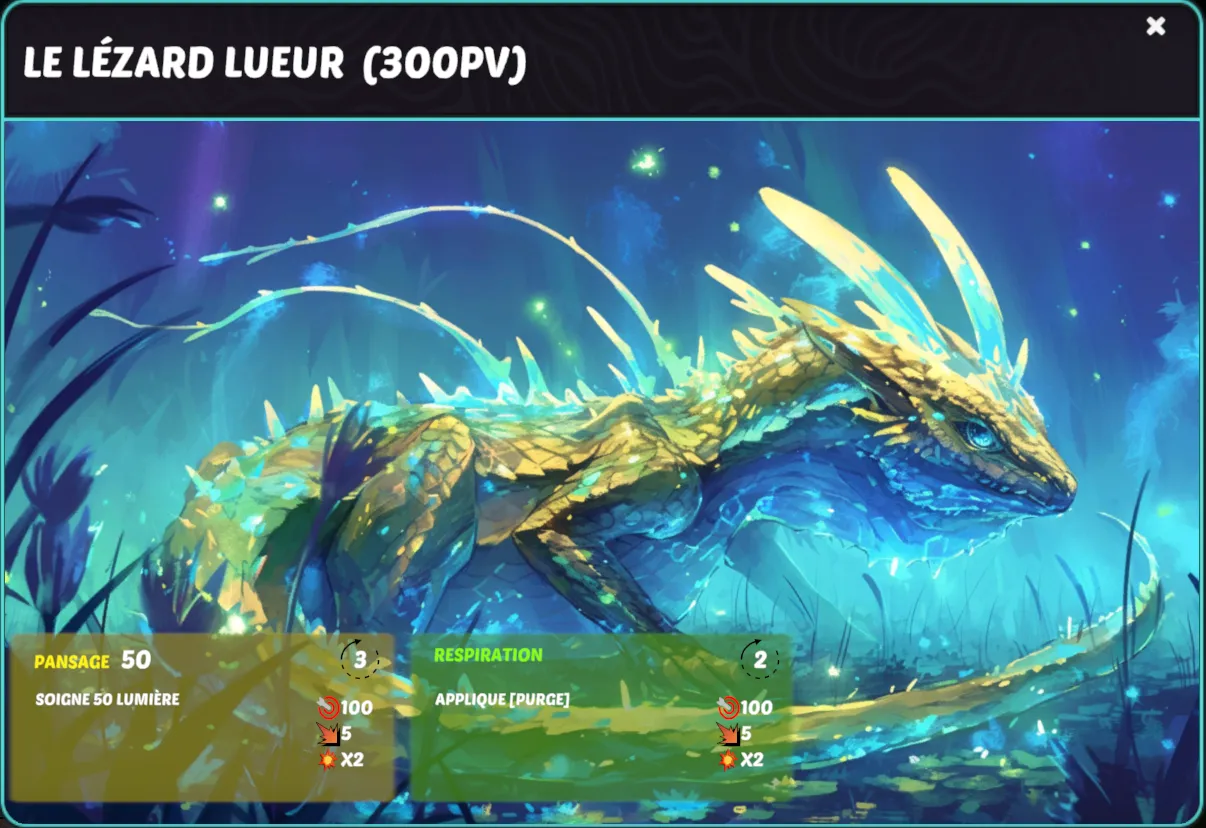 LE LÉZARD LUEUR (300PV)
PANSAGE 50
3
SOIGNE 50 LUMIÈRE
100
5
X2
RESPIRATION
2
APPLIQUE [PURGE]
100
5
X2